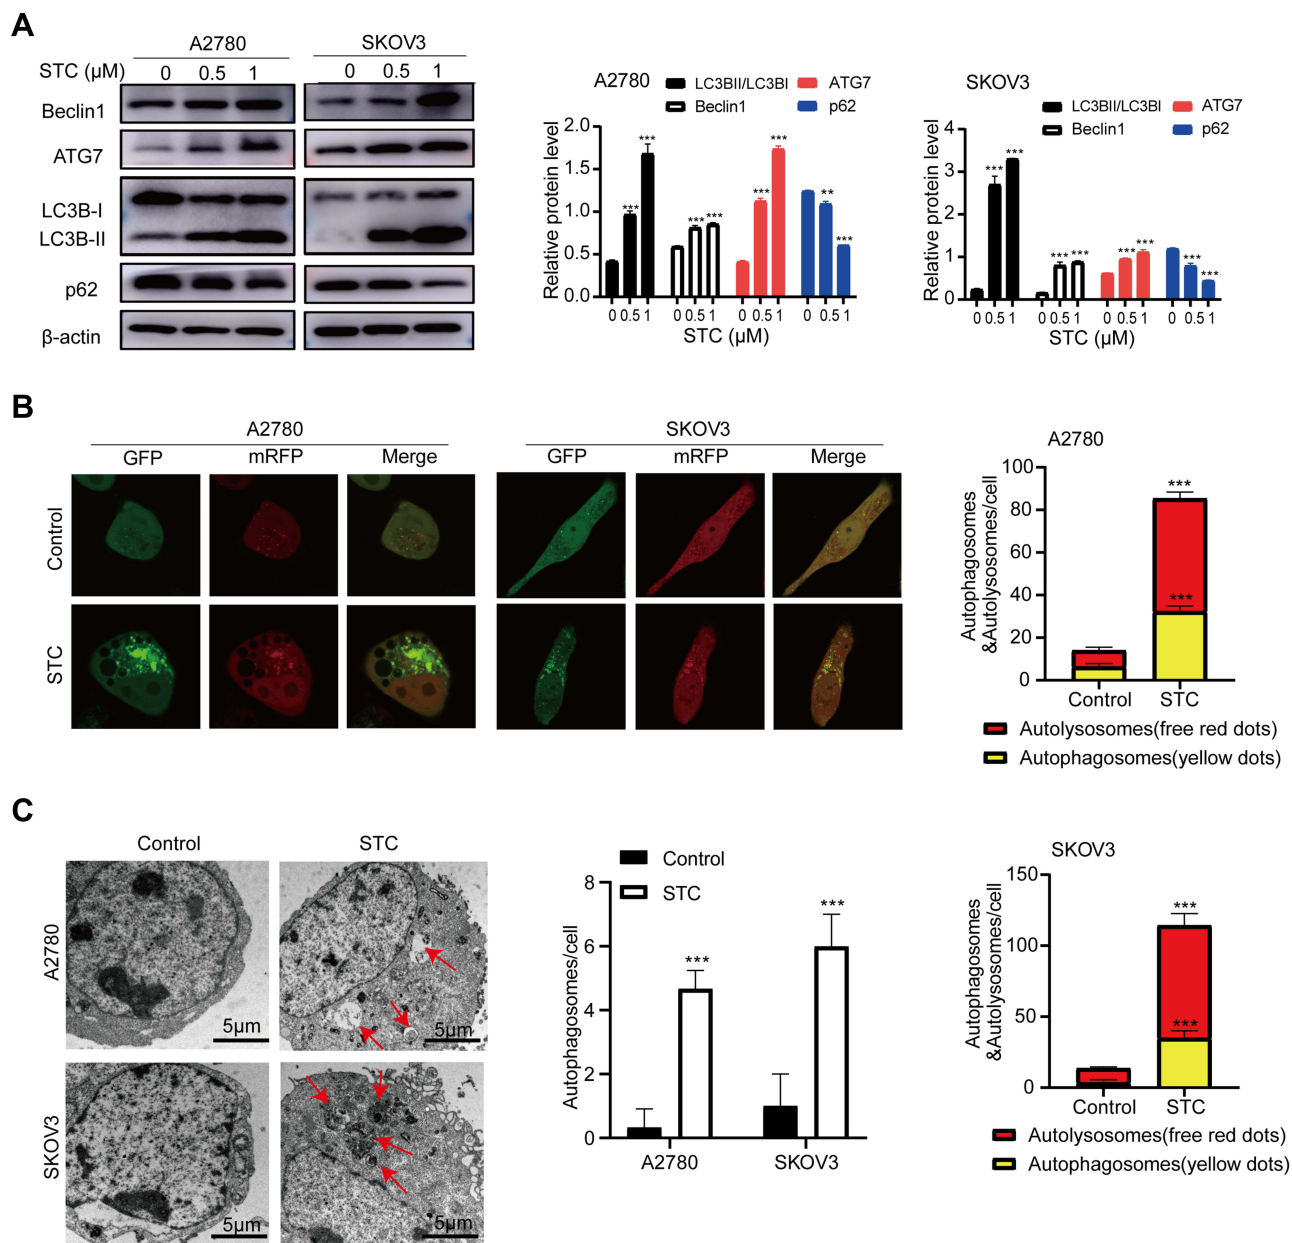 A
A2780 SKOV3
STC (μM) 0 0.5 1 0 0.5 1
Beclin1
ATG7
LC3B-I
LC3B-II
p62
β-actin
A2780
LC3BII/LC3BI ATG7
Beclin1 p62
Relative protein level
2.0
1.5
1.0
0.5
0.0
*** *** *** *** *** *** ** ***
0 0.5 1 0 0.5 1 0 0.5 1 0 0.5 1
STC (μM)
SKOV3
LC3BII/LC3BI ATG7
Beclin1 p62
Relative protein level
4
3
2
1
0
*** *** *** *** *** *** *** ***
0 0.5 1 0 0.5 1 0 0.5 1 0 0.5 1
STC (μM)
B
A2780 SKOV3
GFP mRFP Merge GFP mRFP Merge
Control
STC
A2780
Autophagosomes
&Autolysosomes/cell
100
80
60
40
20
0
***
***
Control STC
Autolysosomes(free red dots)
Autophagosomes(yellow dots)
C
Control STC
A2780
5μm 5μm
SKOV3
5μm 5μm
Control
STC
Autophagosomes/cell
8
6
4
2
0
*** ***
A2780 SKOV3
SKOV3
Autophagosomes
&Autolysosomes/cell
150
100
50
0
***
***
Control STC
Autolysosomes(free red dots)
Autophagosomes(yellow dots)